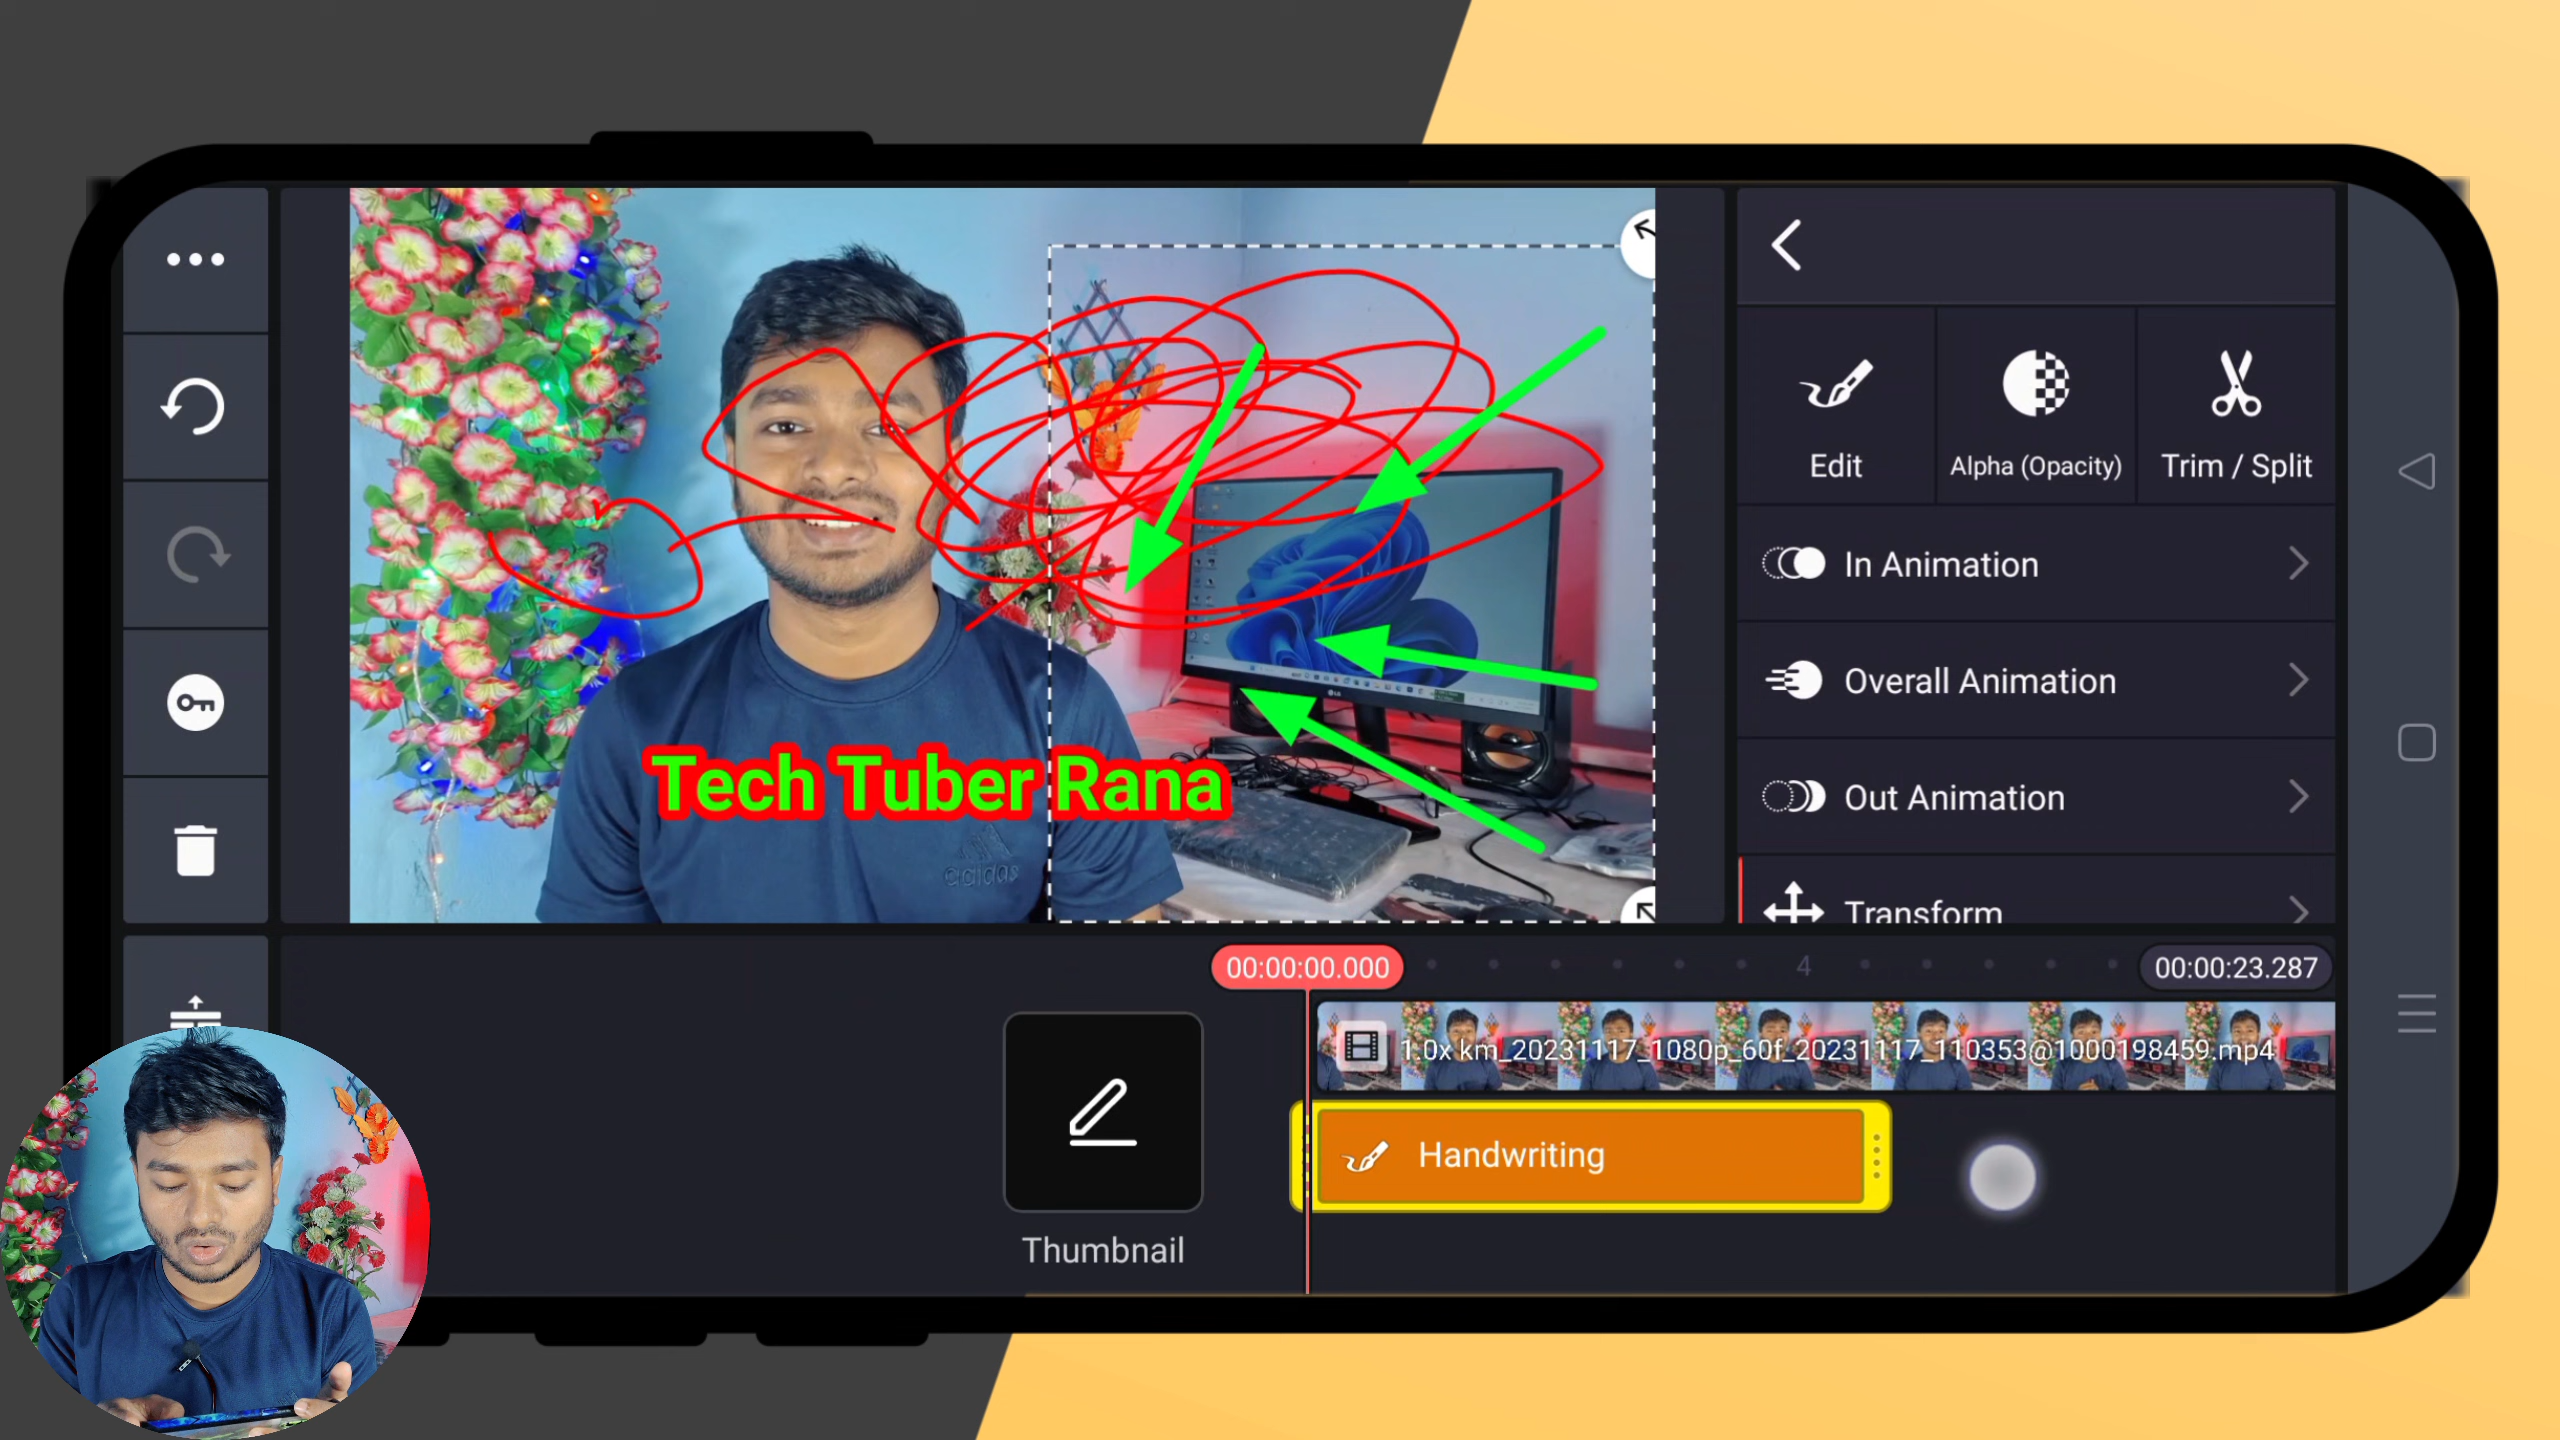 Edit
Alpha (Opacity)
Trim / Split
In Animation
Overall Animation
Out Animation
Transform
Tech Tuber Rana
adidas
00:00:00.000
4
00:00:23.287
1.0x km_20231117_1080p_60f_20231117_110353@1000198459.mp4
Handwriting
Thumbnail